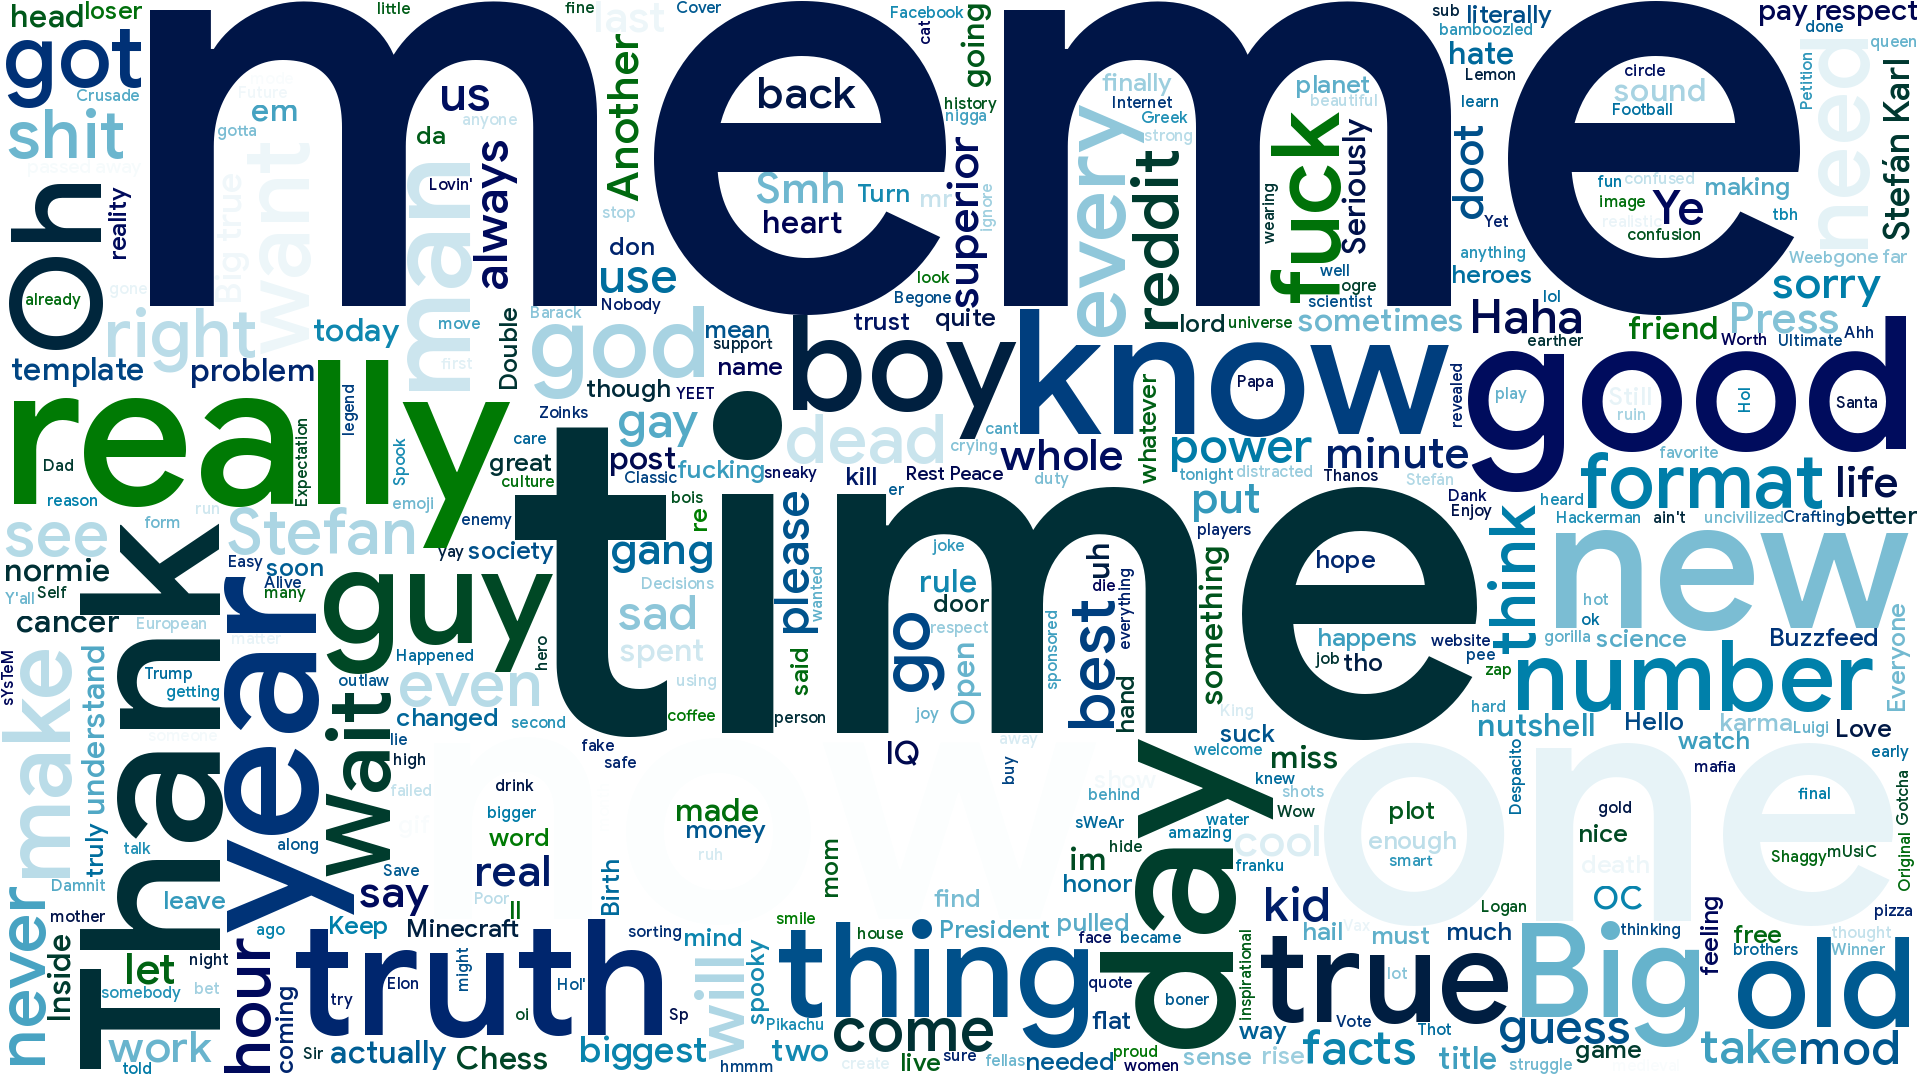 meme
time
really
know
good
Thank
year
truth
thing
day
true
Big
old
new
one
now
number
guy
boy
god
Oh
got
shit
head
loser
little
fine
last
Cover
Facebook
cat
going
sub
literally
bamboozled
pay respect
done
queen
hate
Lemon
learn
Petition
need
Stefán Karl
Crusade
em
gotta
Future
us
da
anyone
Lovin'
always
man
want
Big true
passed away
reality
already
gone
right
today
move
first
Another
stop
don
use
Nobody
back
Smh
Turn
mr
heart
history
nigga
superior
ignore
look
Begone
quite
trust
finally
Internet
Greek
strong
every
reddit
planet
beautiful
fuck
Seriously
wearing
well
ogre
scientist
doot
Yet
anything
heroes
circle
sound
Football
fun
confused
image
realistic
Ye
confusion
making
tbh
Weeb
gone far
sorry
lol
Haha
earther
friend
Press
Worth
Ultimate
Ahh
lord
universe
sometimes
template
problem
Double
Barack
mean
support
name
though
YEET
Zoinks
gay
care
great
culture
post
Classic
fucking
sneaky
dead
kill
er
crying
cant
Rest Peace
whole
duty
whatever
Papa
power
tonight
distracted
minute
Thanos
Stefán
revealed
play
Still
ruin
Hol
Santa
favorite
format
life
heard
Dank
Enjoy
Hackerman
ain't
uncivilized
Crafting
better
Dad
reason
Expectation
legend
Spook
emoji
form
run
see
Stefan
enemy
yay
society
bois
re
gang
please
Decisions
wanted
sad
spent
using
said
coffee
person
joke
rule
door
respect
go
Open
joy
sponsored
best
uh
die
everything
hand
something
put
players
hope
happens
website
job
tho
pee
zap
think
hot
ok
gorilla
science
Buzzfeed
Everyone
normie
Easy
soon
Alive
many
Y'all
Self
cancer
European
matter
Happened
hero
outlaw
even
changed
second
Trump
getting
sYsTeM
make
truly understand
someone
Wait
lie
high
failed
gif
fake
safe
drink
bigger
word
real
made
money
ruh
IQ
buy
away
King
suck
welcome
miss
show
behind
knew
shots
Wow
sWeAr
water
amazing
hide
cool
im
honor
franku
hard
nutshell
Hello
karma
Luigi
Love
watch
mafia
early
Despacito
gold
final
plot
enough
smart
nice
death
Shaggy
mUsiC
Original Gotcha
talk
along
Damnit
never
mother
leave
Save
say
Poor
ll
Keep
Minecraft
Birth
mom
find
smile
house
President
pulled
face
became
kid
hail
Vax
must
much
Logan
OC
thinking
feeling
free
brothers
thought
Winner
pizza
Inside
let
night
somebody
bet
work
told
ago
hour
coming
try
Sir
Elon
might
Hol'
oi
actually
Chess
sorting
mind
Sp
will
spooky
biggest
hmmm
Pikachu
two
come
create
live
sure
fellas
needed
quote
flat
proud
women
boner
Inspirational
way
sense
rise
lot
Vote
Thot
facts
title
guess
struggle
game
take
mod